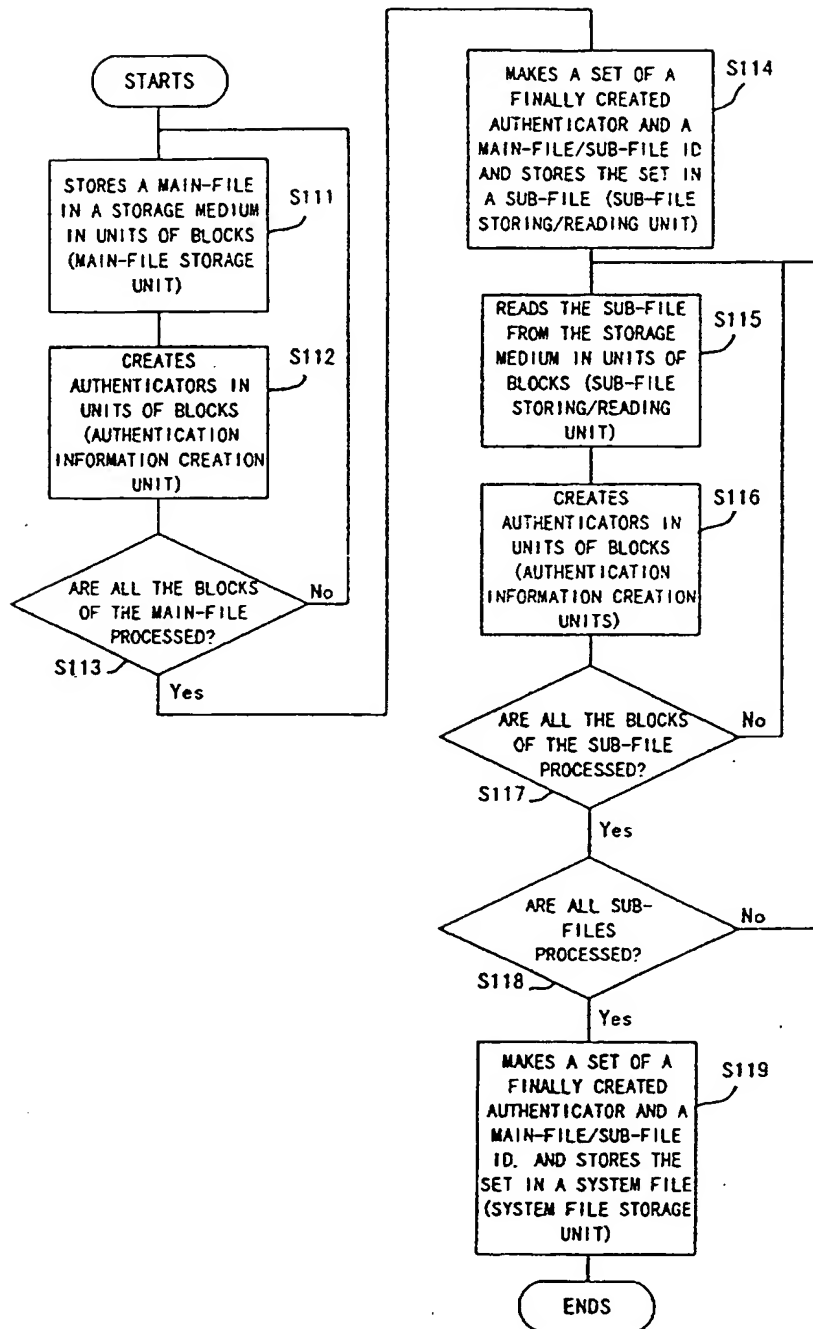 STARTS
STORES A MAIN-FILE
IN A STORAGE MEDIUM
IN UNITS OF BLOCKS
(MAIN-FILE STORAGE
UNIT)
S111
CREATES
AUTHENTICATORS IN
UNITS OF BLOCKS
(AUTHENTICATION
INFORMATION CREATION
UNIT)
S112
ARE ALL THE BLOCKS
OF THE MAIN-FILE
PROCESSED?
No
S113
Yes
MAKES A SET OF A
FINALLY CREATED
AUTHENTICATOR AND A
MAIN-FILE/SUB-FILE ID
AND STORES THE SET IN
A SUB-FILE (SUB-FILE
STORING/READING UNIT)
S114
READS THE SUB-FILE
FROM THE STORAGE
MEDIUM IN UNITS OF
BLOCKS (SUB-FILE
STORING/READING
UNIT)
S115
CREATES
AUTHENTICATORS IN
UNITS OF BLOCKS
(AUTHENTICATION
INFORMATION CREATION
UNITS)
S116
ARE ALL THE BLOCKS
OF THE SUB-FILE
PROCESSED?
No
S117
Yes
ARE ALL SUB-
FILES
PROCESSED?
No
S118
Yes
MAKES A SET OF A
FINALLY CREATED
AUTHENTICATOR AND A
MAIN-FILE/SUB-FILE
ID. AND STORES THE
SET IN A SYSTEM FILE
(SYSTEM FILE STORAGE
UNIT)
S119
ENDS